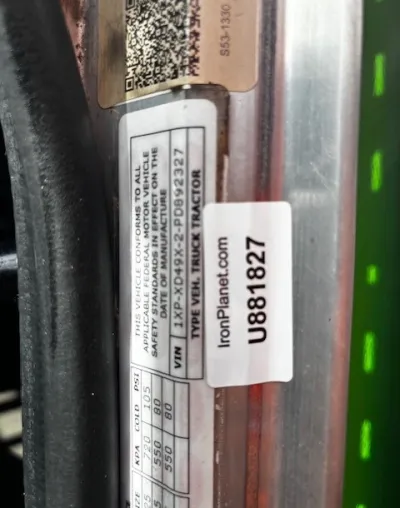 S53-1330
THIS VEHICLE CONFORMS TO ALL
APPLICABLE FEDERAL MOTOR VEHICLE
SAFETY STANDARDS IN EFFECT ON THE
DATE OF MANUFACTURE
VIN 1XP-XD49X-2-PD892327
TYPE VEH. TRUCK TRACTOR
IronPlanet.com
U881827
KPA COLD PSI
720 105
550 80
550 80